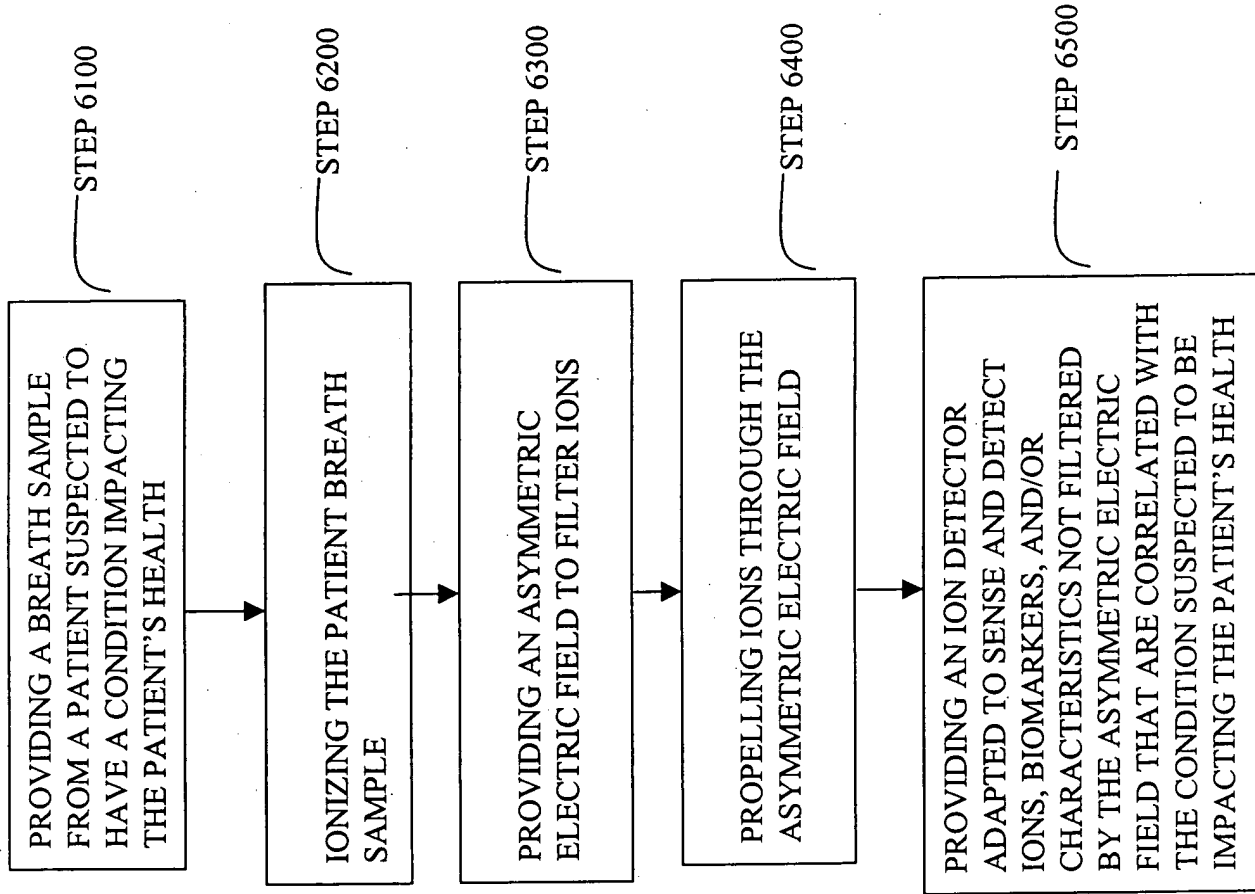 PROVIDING A BREATH SAMPLE
FROM A PATIENT SUSPECTED TO
HAVE A CONDITION IMPACTING
THE PATIENT'S HEALTH
STEP 6100
IONIZING THE PATIENT BREATH
SAMPLE
STEP 6200
PROVIDING AN ASYMMETRIC
ELECTRIC FIELD TO FILTER IONS
STEP 6300
PROPELLING IONS THROUGH THE
ASYMMETRIC ELECTRIC FIELD
STEP 6400
PROVIDING AN ION DETECTOR
ADAPTED TO SENSE AND DETECT
IONS, BIOMARKERS, AND/OR
CHARACTERISTICS NOT FILTERED
BY THE ASYMMETRIC ELECTRIC
FIELD THAT ARE CORRELATED WITH
THE CONDITION SUSPECTED TO BE
IMPACTING THE PATIENT'S HEALTH
STEP 6500